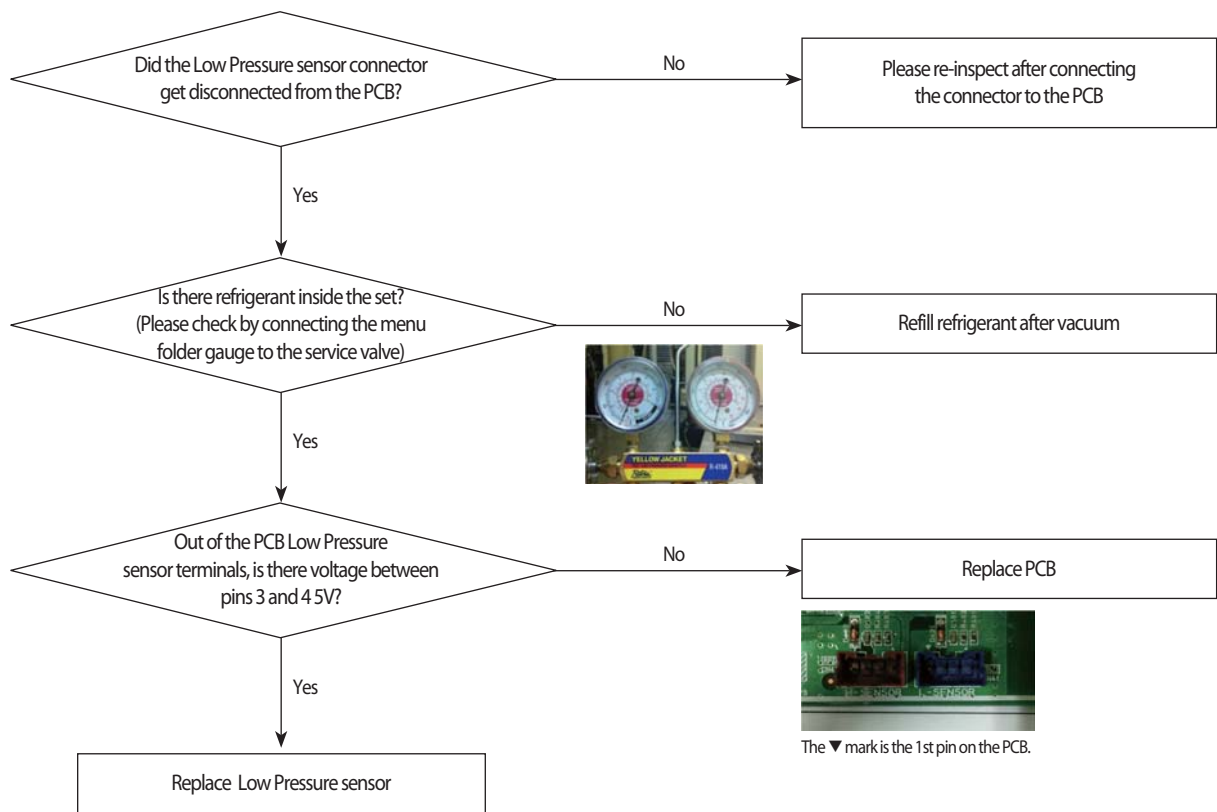 Did the Low Pressure sensor connector
get disconnected from the PCB?
No
Please re-inspect after connecting
the connector to the PCB
Yes
Is there refrigerant inside the set?
(Please check by connecting the menu
folder gauge to the service valve)
No
Refill refrigerant after vacuum
YELLOW JACKET
R-410A
Yes
Out of the PCB Low Pressure
sensor terminals, is there voltage between
pins 3 and 4 5V?
No
Replace PCB
H-SENSOR L-SENSOR
The ▼ mark is the 1st pin on the PCB.
Yes
Replace Low Pressure sensor